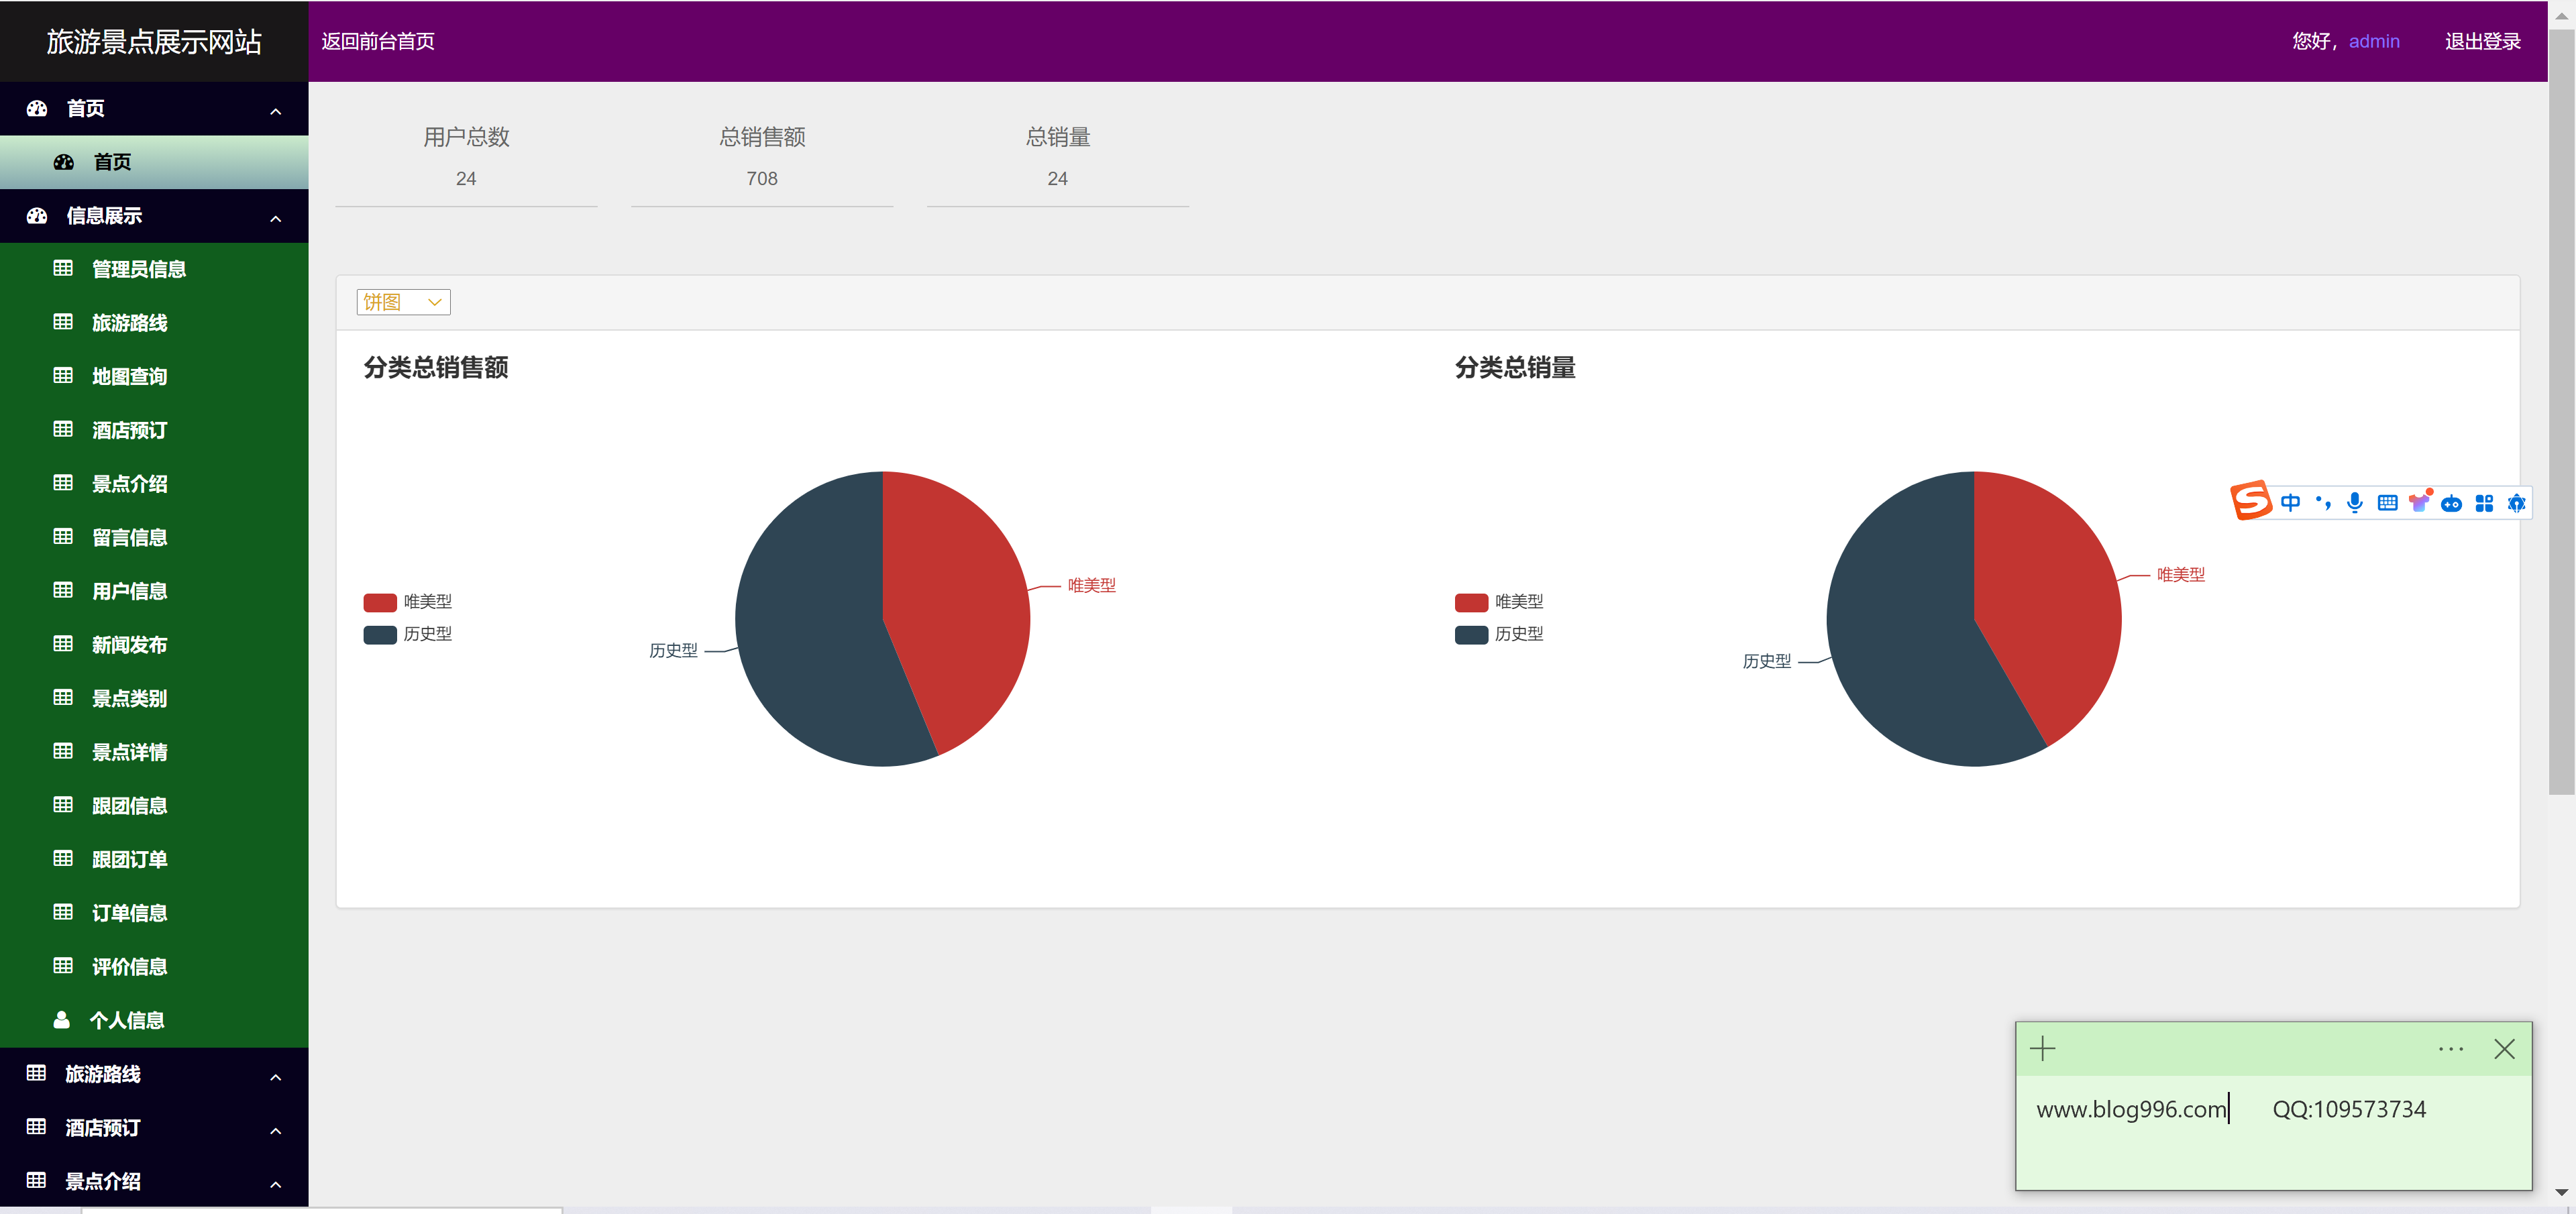 旅游景点展示网站
返回前台首页
您好，admin
退出登录
首页
首页
信息展示
管理员信息
旅游路线
地图查询
酒店预订
景点介绍
留言信息
用户信息
新闻发布
景点类别
景点详情
跟团信息
跟团订单
订单信息
评价信息
个人信息
旅游路线
酒店预订
景点介绍
用户总数
24
总销售额
708
总销量
24
饼图
分类总销售额
唯美型
历史型
唯美型
历史型
分类总销量
唯美型
历史型
唯美型
历史型
中
www.blog996.com QQ:109573734